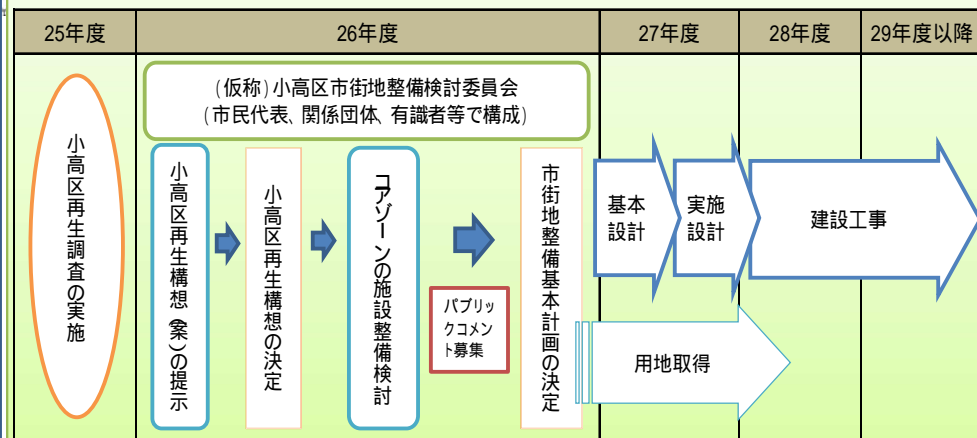 25年度
26年度
27年度
28年度
29年度以降
(仮称)小高区市街地整備検討委員会
(市民代表、関係団体、有識者等で構成)
小高区再生調査の実施
小高区再生構想(案)の提示
小高区再生構想の決定
コアゾーンの施設整備検討
パブリッ
クコメン
ト募集
市街地整備基本計画の決定
基本
設計
実施
設計
建設工事
用地取得